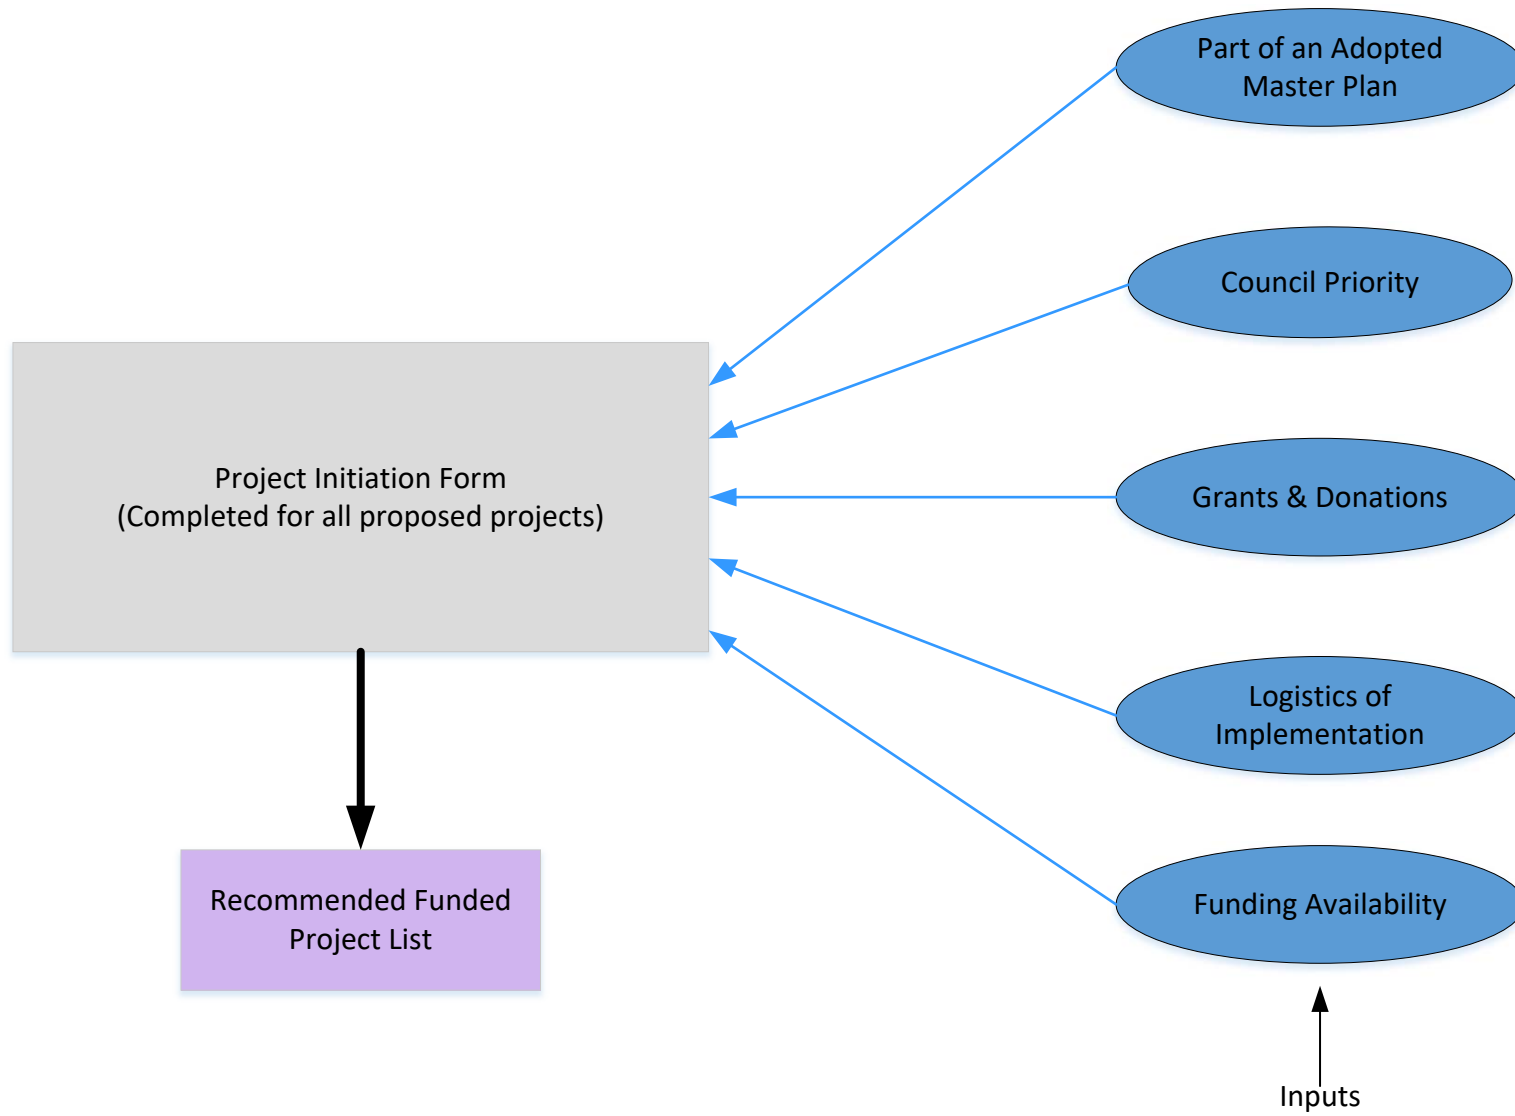 Part of an Adopted
Master Plan
Council Priority
Project Initiation Form
(Completed for all proposed projects)
Grants & Donations
Logistics of
Implementation
Recommended Funded
Project List
Funding Availability
Inputs